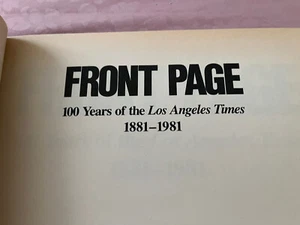 FRONT PAGE
100 Years of the Los Angeles Times
1881–1981